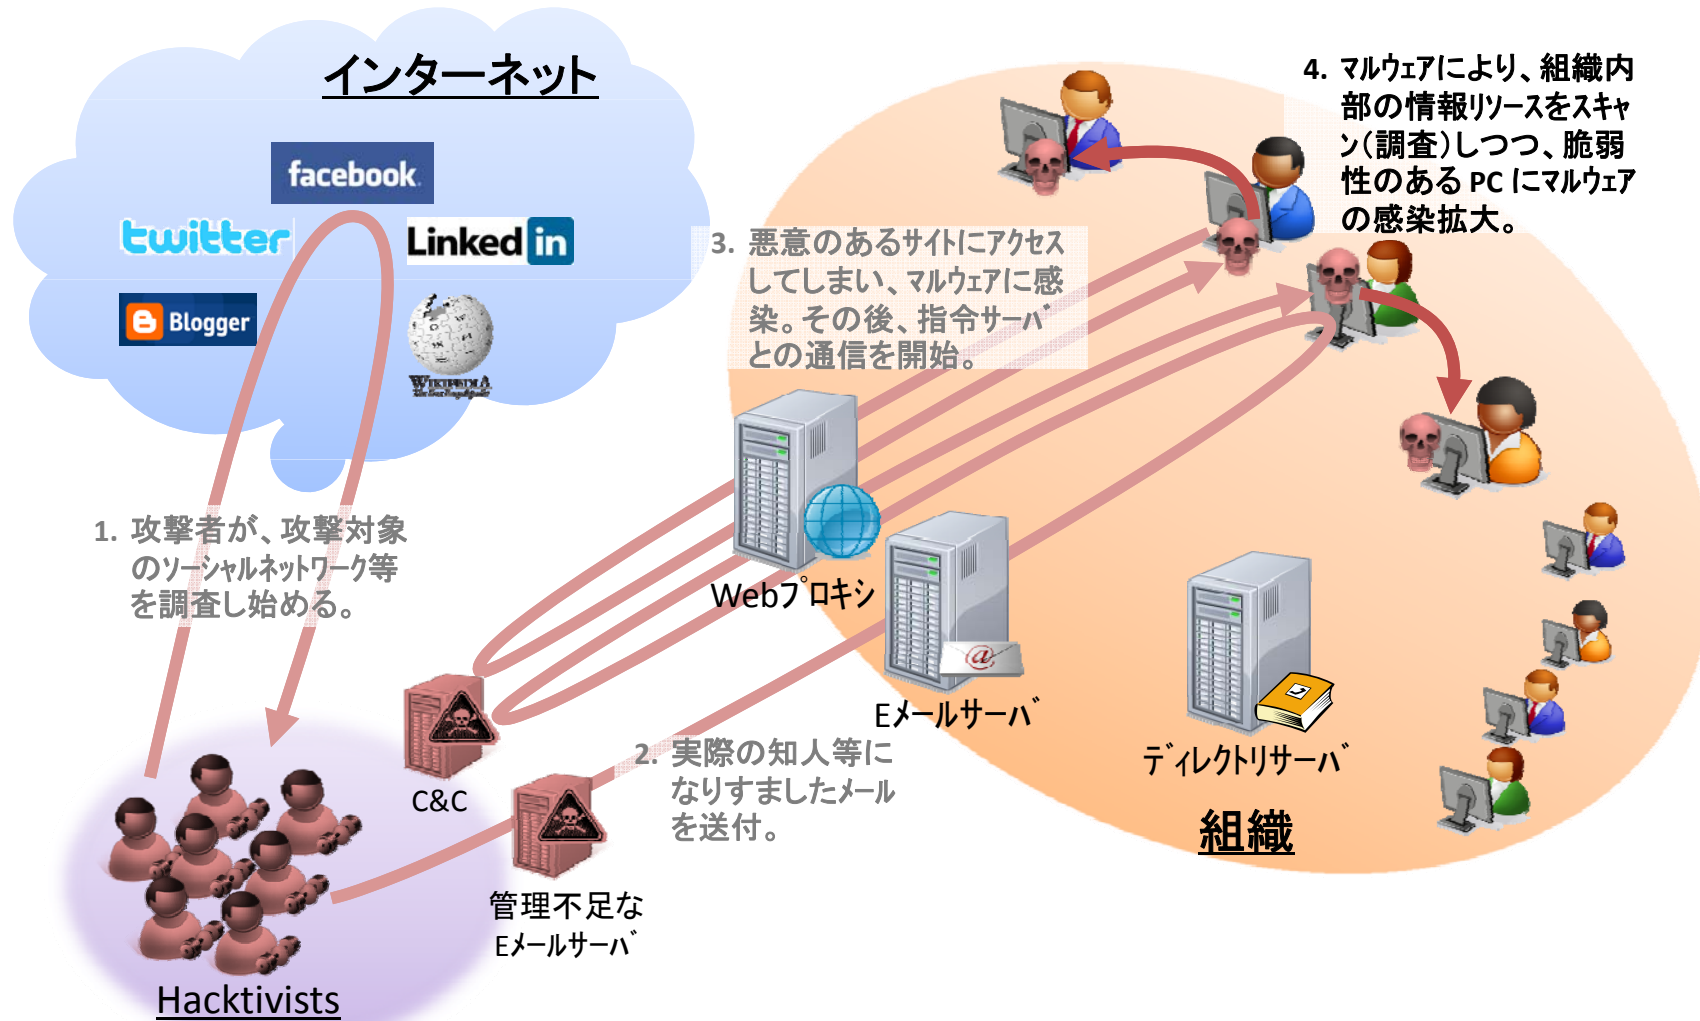 インターネット
facebook
twitter
Linked in
Blogger
WIKIPEDIA
The Free Encyclopedia
1. 攻撃者が、攻撃対象
のソーシャルネットワーク等
を調査し始める。
Hacktivists
C&C
管理不足な
Eメールサーバ
2. 実際の知人等に
なりすましたメール
を送付。
3. 悪意のあるサイトにアクセス
してしまい、マルウェアに感
染。その後、指令サーバ
との通信を開始。
4. マルウェアにより、組織内
部の情報リソースをスキャ
ン(調査)しつつ、脆弱
性のある PC にマルウェア
の感染拡大。
Webプロキシ
Eメールサーバ
@
ディレクトリサーバ
組織